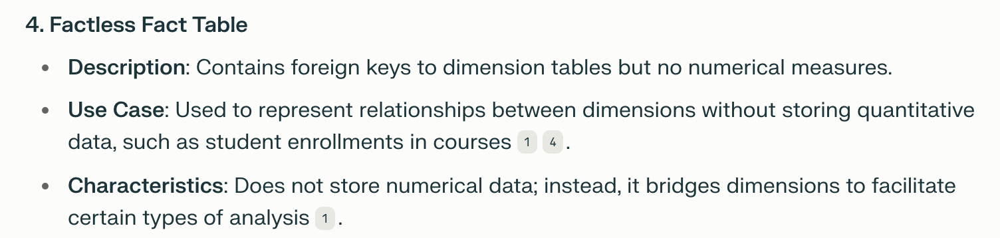 4. Factless Fact Table
• Description: Contains foreign keys to dimension tables but no numerical measures.
• Use Case: Used to represent relationships between dimensions without storing quantitative
data, such as student enrollments in courses 1 4.
• Characteristics: Does not store numerical data; instead, it bridges dimensions to facilitate
certain types of analysis 1.